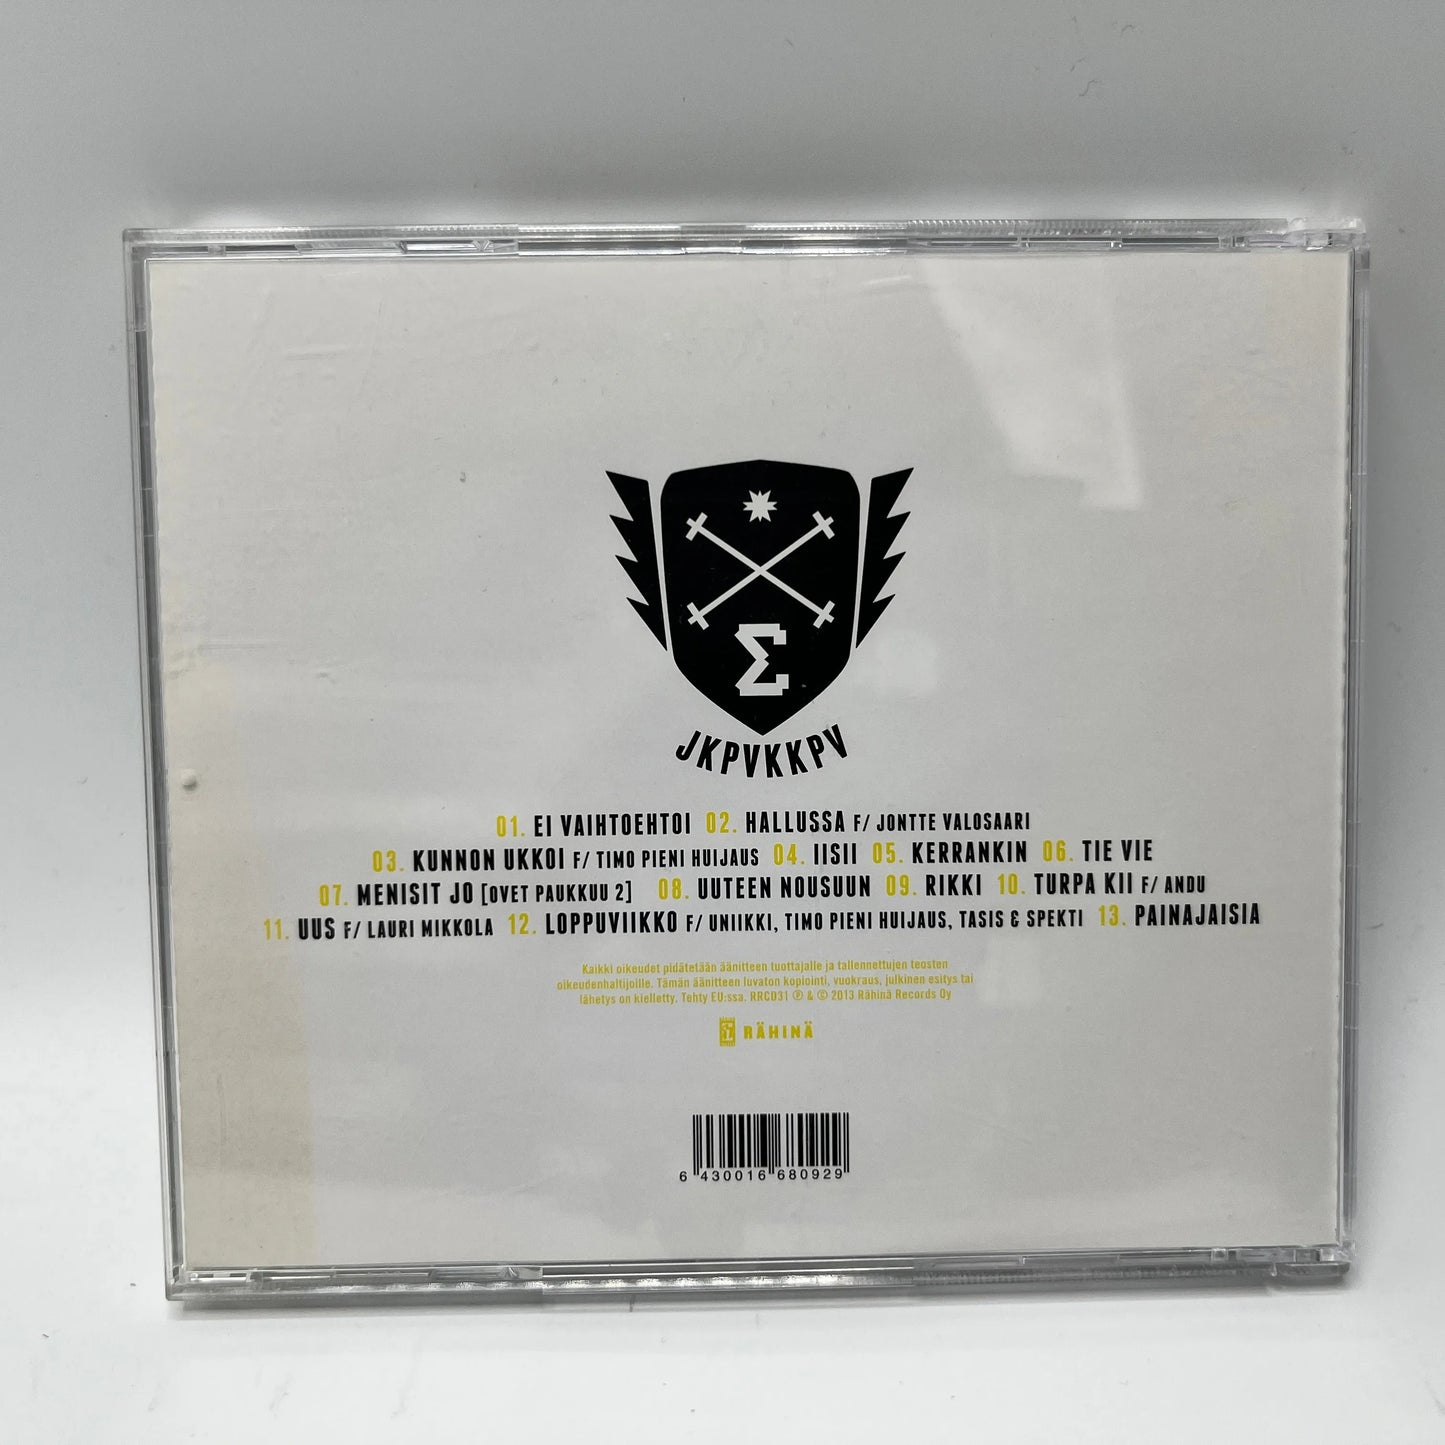 Σ
JKPVKKPV
01. EI VAIHTOEHTOI 02. HALLUSSA F/ JONTTE VALOSAARI
03. KUNNON UKKOI F/ TIMO PIENI HUIJAUS 04. IISII 05. KERRANKIN 06. TIE VIE
07. MENISIT JO [OVET PAUKKUU 2] 08. UUTEEN NOUSUUN 09. RIKKI 10. TURPA KII F/ ANDU
11. UUS F/ LAURI MIKKOLA 12. LOPPUVIIKKO F/ UNIIKKI, TIMO PIENI HUIJAUS, TASIS & SPEKTI 13. PAINAJAISIA
Kaikki oikeudet pidätetään äänitteen tuottajalle ja tallennettujen teosten
oikeudenhaltijoille. Tämän äänitteen luvaton kopiointi, vuokraus, julkinen esitys tai
lähetys on kielletty. Tehty EU:ssa. RRCD31 ℗ & © 2013 Rähinä Records Oy
RÄHINÄ
6 430016 680929